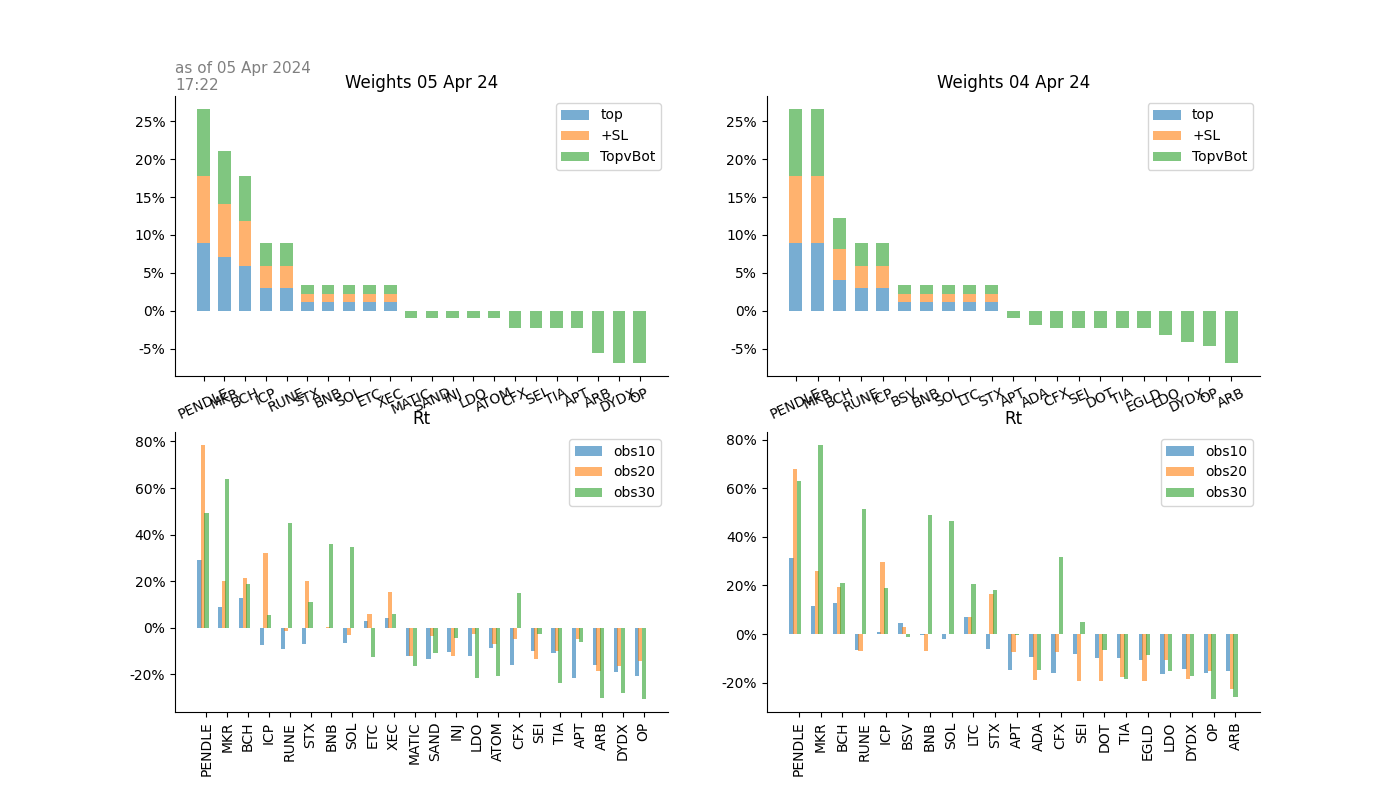 as of 05 Apr 2024
17:22
Weights 05 Apr 24
25%
20%
15%
10%
5%
0%
-5%
top
+SL
TopvBot
PENDLE
MKR
BCH
ICP
RUNE
STX
BNB
SOL
ETC
XEC
MATIC
SAND
INJ
LDO
ATOM
CFX
SEI
TIA
APT
ARB
DYDX
OP
Weights 04 Apr 24
25%
20%
15%
10%
5%
0%
-5%
top
+SL
TopvBot
PENDLE
MKR
BCH
RUNE
ICP
BSV
BNB
SOL
LTC
STX
APT
ADA
CFX
SEI
DOT
TIA
EGLD
LDO
DYDX
OP
ARB
Rt
80%
60%
40%
20%
0%
-20%
obs10
obs20
obs30
PENDLE
MKR
BCH
ICP
RUNE
STX
BNB
SOL
ETC
XEC
MATIC
SAND
INJ
LDO
ATOM
CFX
SEI
TIA
APT
ARB
DYDX
OP
Rt
80%
60%
40%
20%
0%
-20%
obs10
obs20
obs30
PENDLE
MKR
BCH
RUNE
ICP
BSV
BNB
SOL
LTC
STX
APT
ADA
CFX
SEI
DOT
TIA
EGLD
LDO
DYDX
OP
ARB